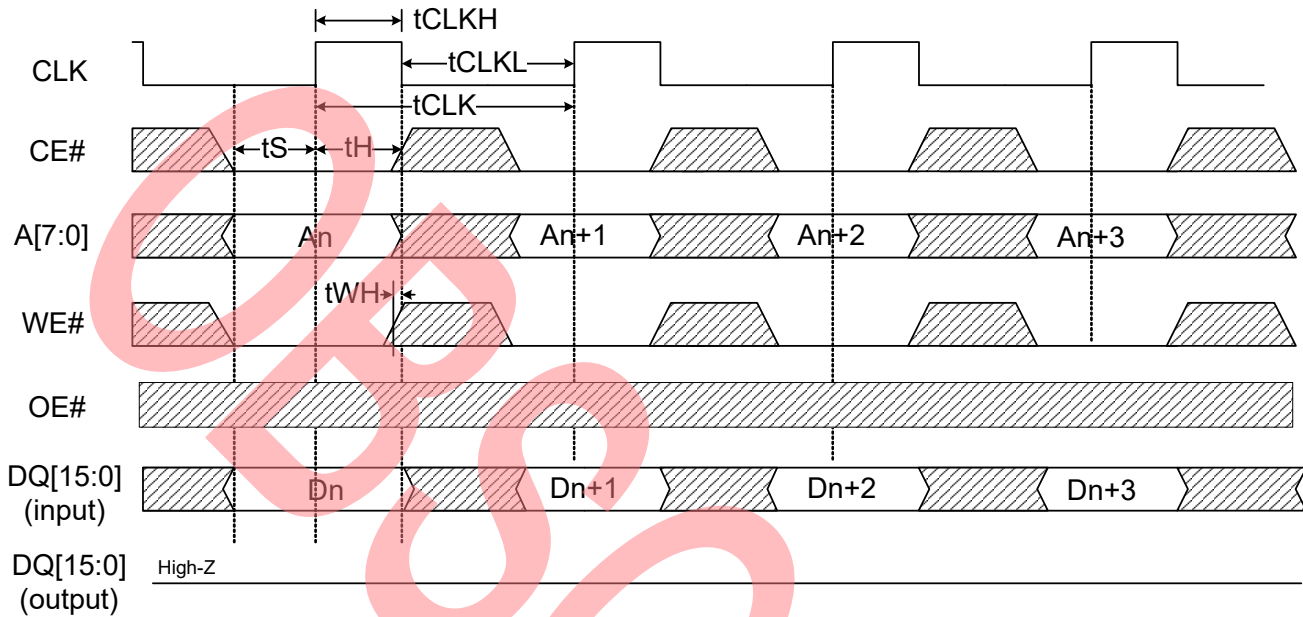 tCLKH
CLK
tCLKL
tCLK
CE#
tS
tH
A[7:0]
An
An+1
An+2
An+3
tWH
WE#
OE#
DQ[15:0]
(input)
Dn
Dn+1
Dn+2
Dn+3
DQ[15:0]
(output)
High-Z
OBSO